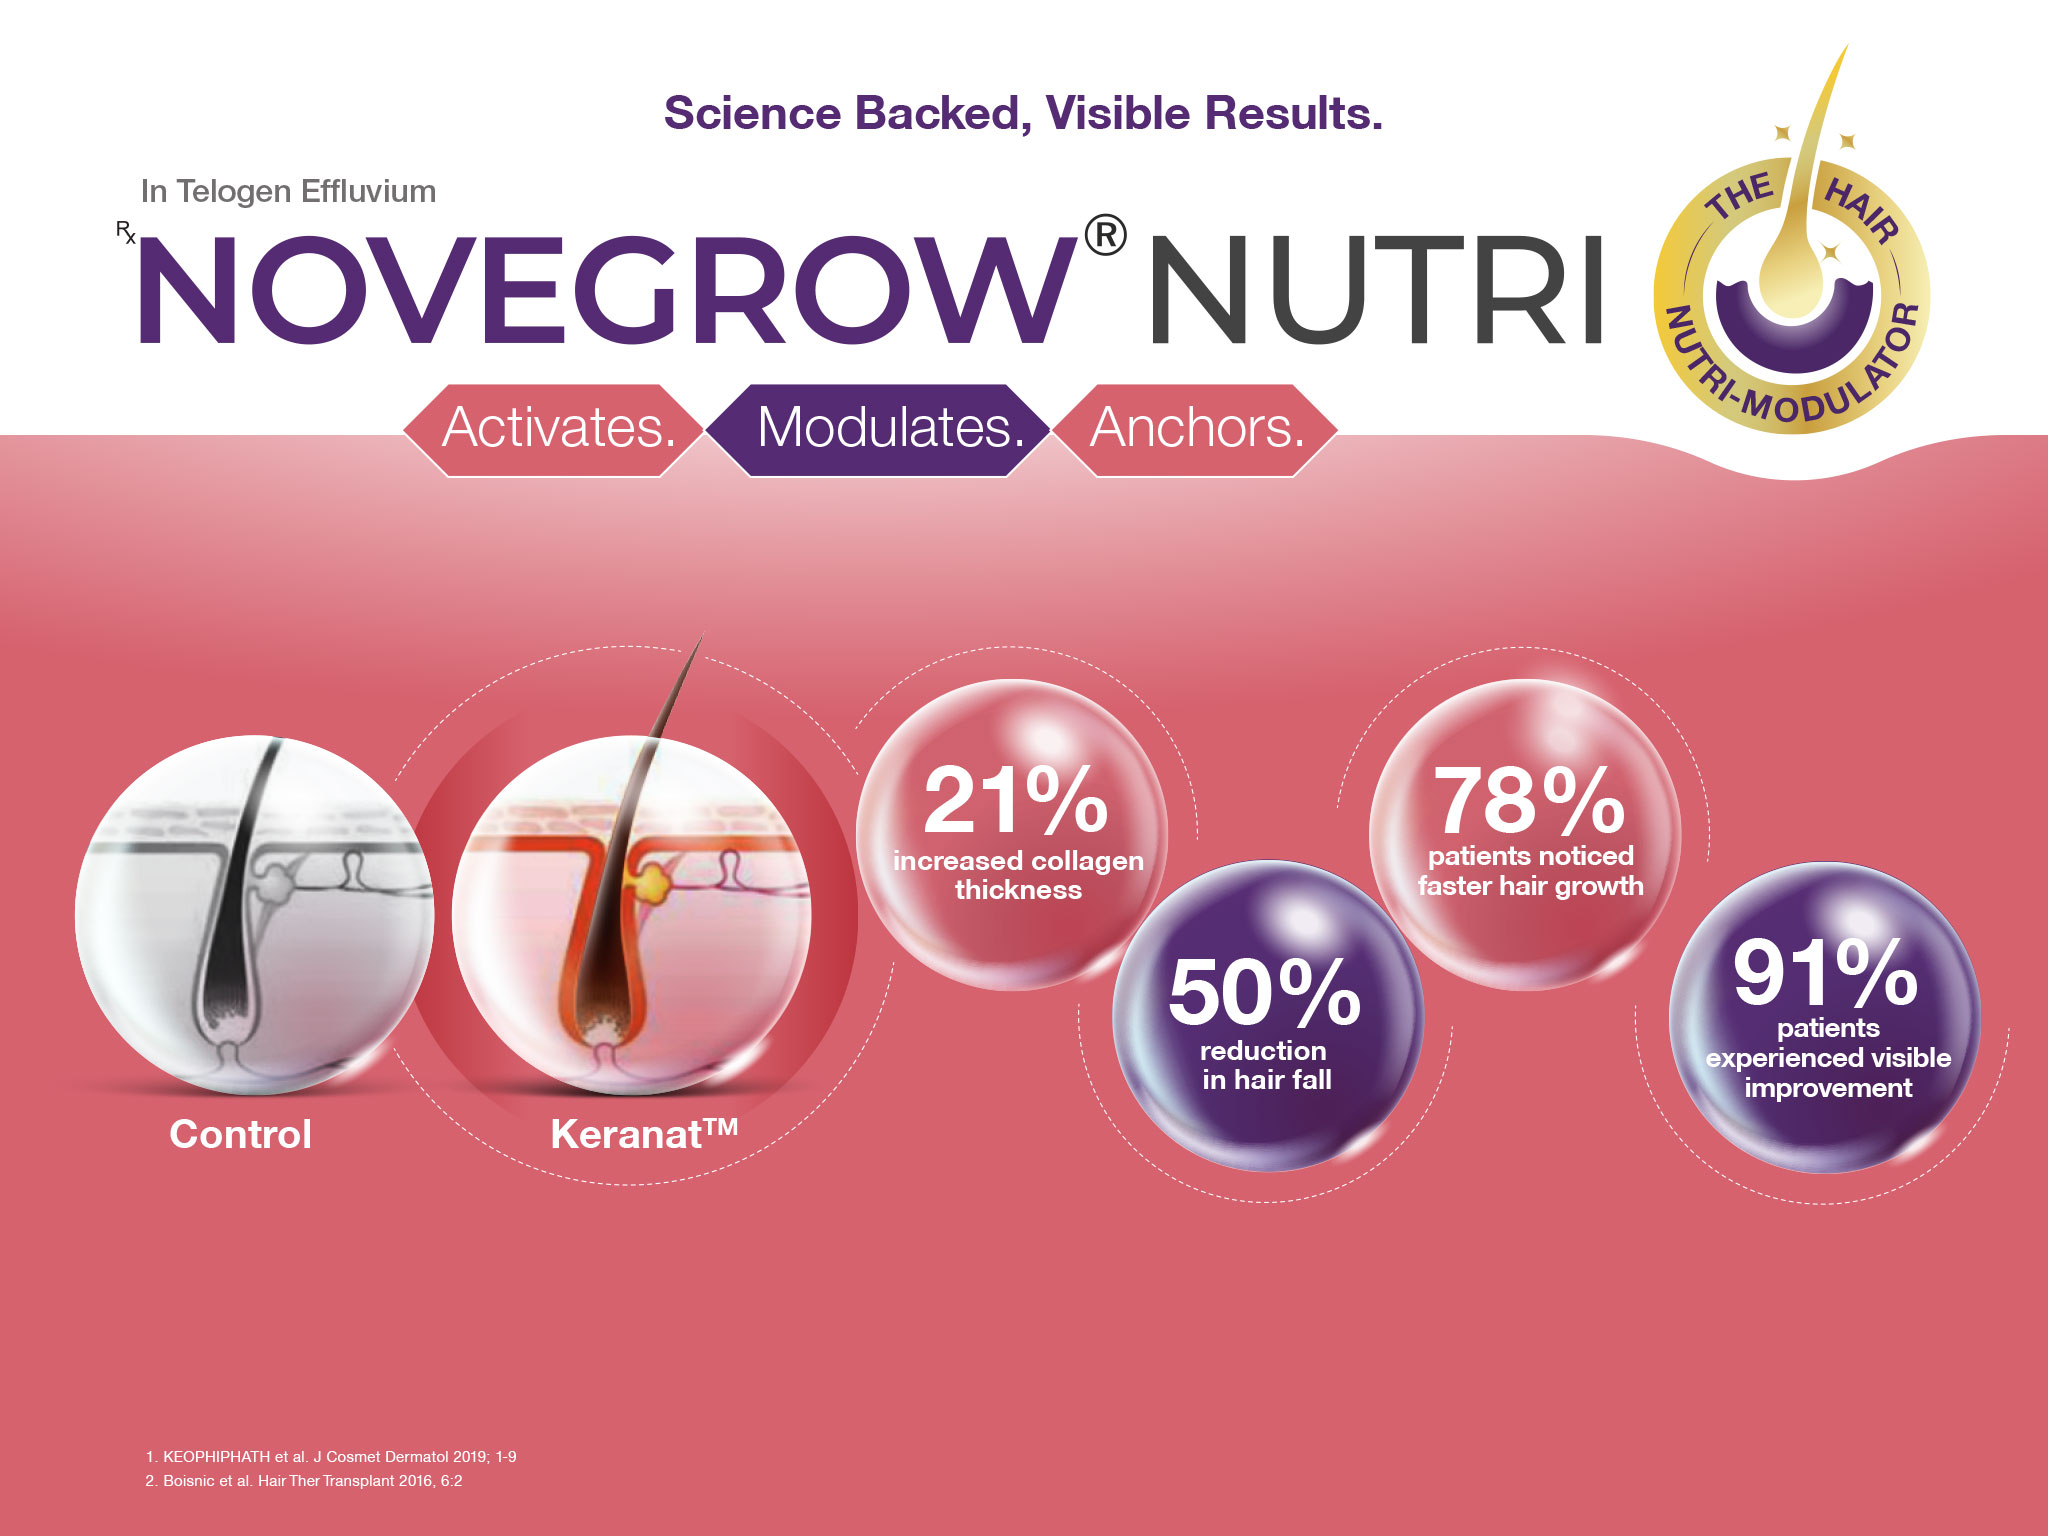 Science Backed, Visible Results.
In Telogen Effluvium
Rx NOVEGROW® NUTRI
THE HAIR
NUTRI-MODULATOR
Activates. Modulates. Anchors.
21%
increased collagen
thickness
50%
reduction
in hair fall
78%
patients noticed
faster hair growth
91%
patients
experienced visible
improvement
Control
Keranat™
1. KEOPHIPHATH et al. J Cosmet Dermatol 2019; 1-9
2. Boisnic et al. Hair Ther Transplant 2016, 6:2